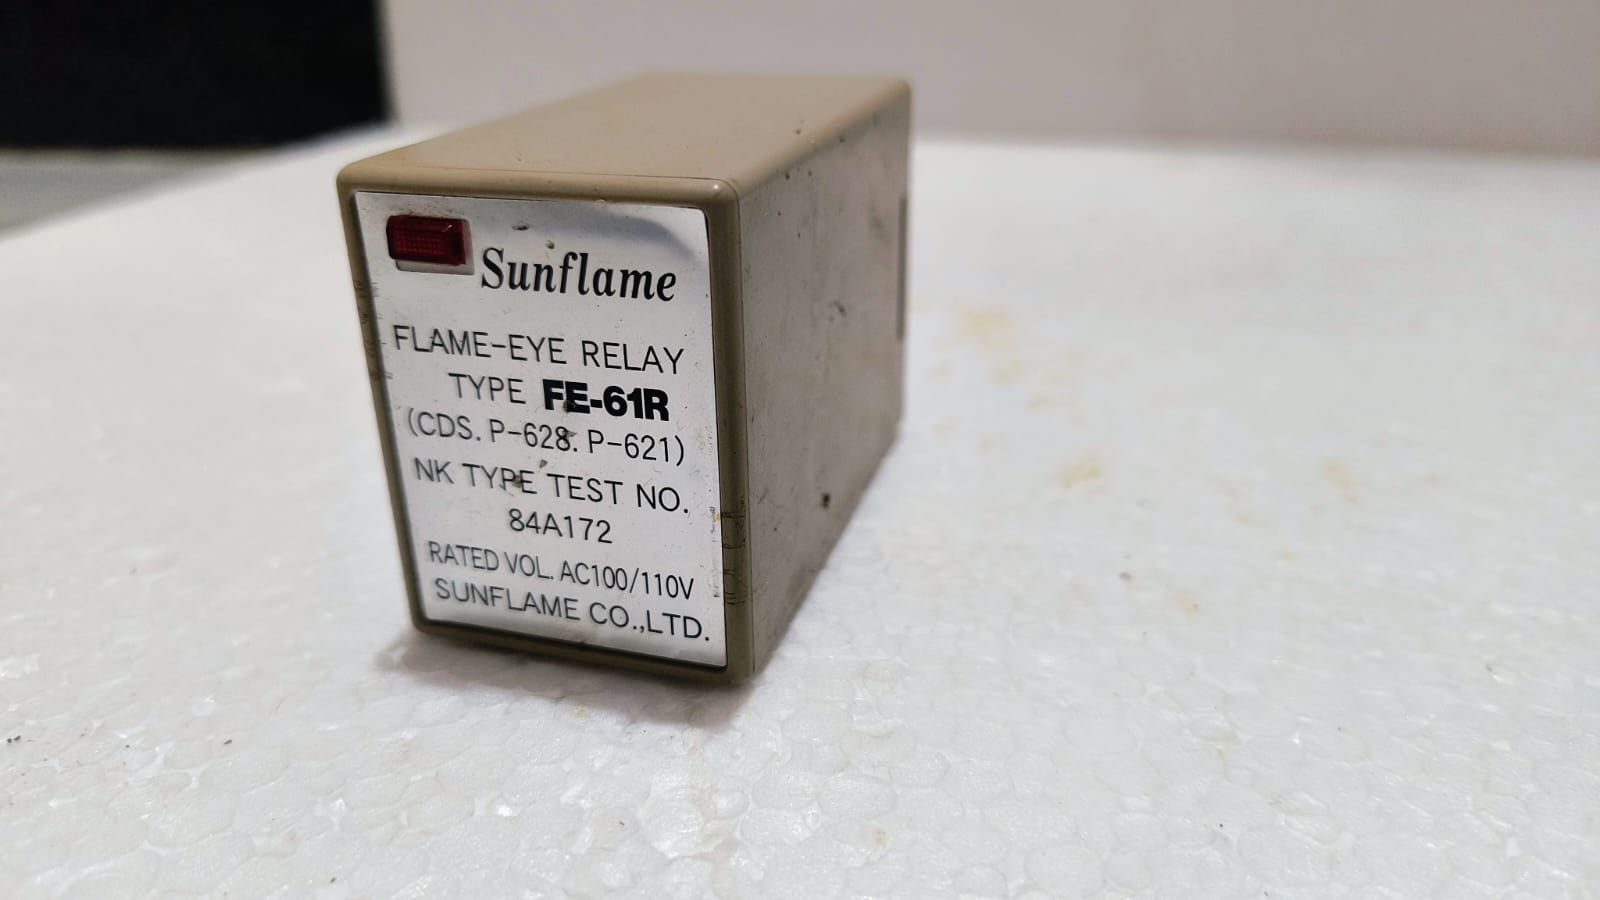 Sunflame
FLAME-EYE RELAY
TYPE FE-61R
(CDS. P-628. P-621)
NK TYPE TEST NO.
84A172
RATED VOL. AC100/110V
SUNFLAME CO.,LTD.